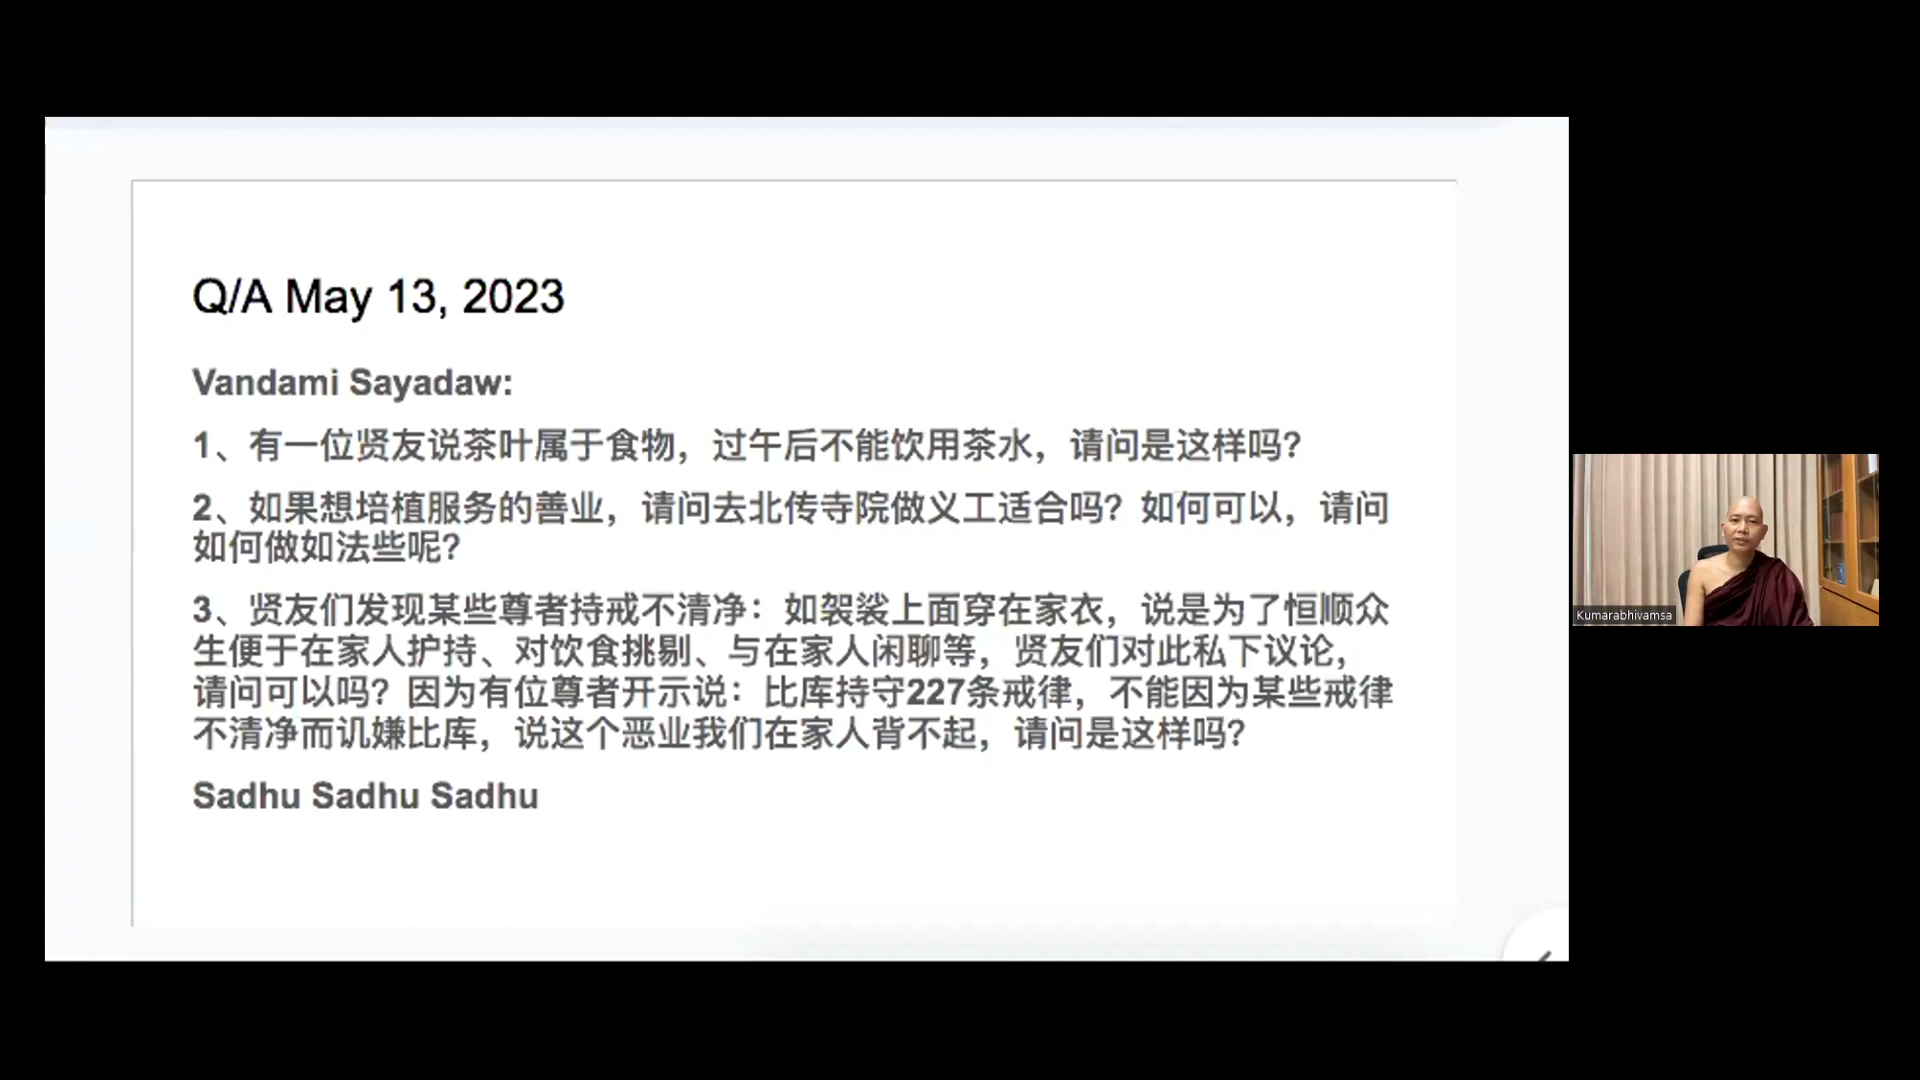 Q/A May 13, 2023
Vandami Sayadaw:
1、有一位贤友说茶叶属于食物，过午后不能饮用茶水，请问是这样吗？
2、如果想培植服务的善业，请问去北传寺院做义工适合吗？如何可以，请问
如何做如法些呢？
3、贤友们发现某些尊者持戒不清净：如袈裟上面穿在家衣，说是为了恒顺众
生便于在家人护持、对饮食挑剔、与在家人闲聊等，贤友们对此私下议论，
请问可以吗？因为有位尊者开示说：比库持守227条戒律，不能因为某些戒律
不清净而讥嫌比库，说这个恶业我们在家人背不起，请问是这样吗？
Sadhu Sadhu Sadhu
Kumarabhivamsa